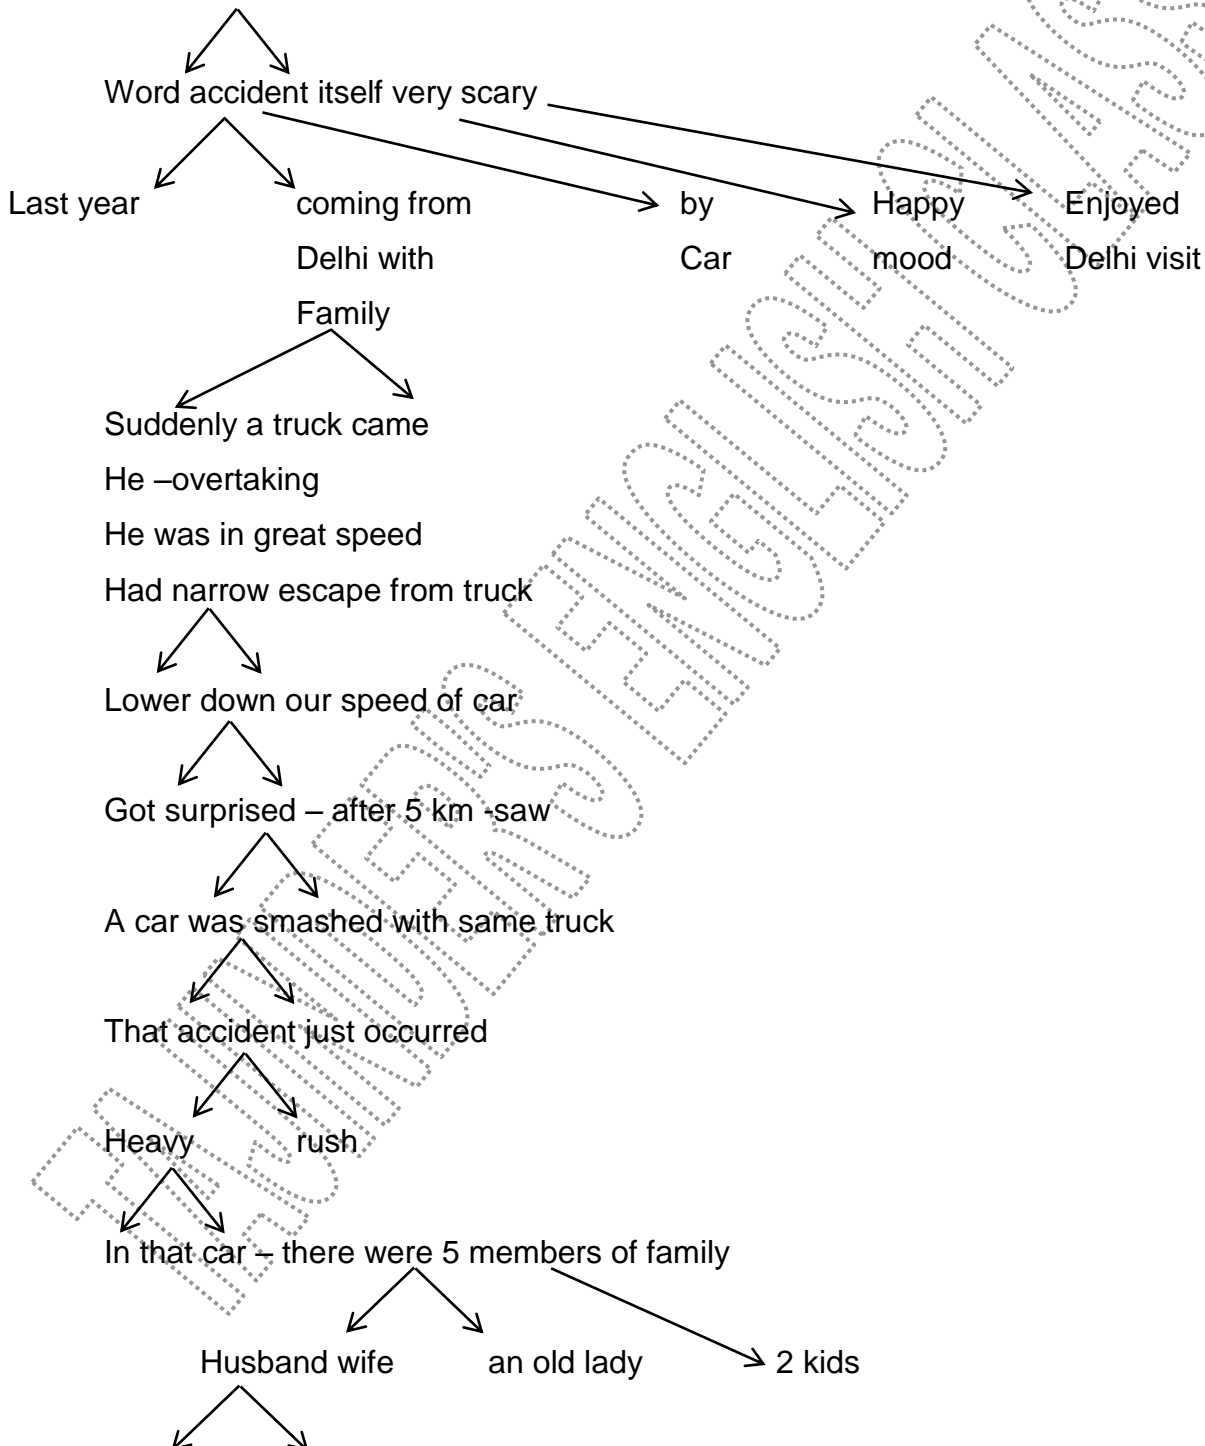 Word accident itself very scary
Last year coming from by Happy Enjoyed
Delhi with Car mood Delhi visit
Family
Suddenly a truck came
He –overtaking
He was in great speed
Had narrow escape from truck
Lower down our speed of car
Got surprised – after 5 km -saw
A car was smashed with same truck
That accident just occurred
Heavy rush
In that car – there were 5 members of family
Husband wife an old lady 2 kids
ENGLISH